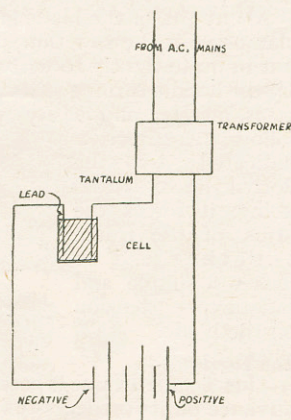 FROM A.C. MAINS
TRANSFORMER
TANTALUM
LEAD
CELL
NEGATIVE
POSITIVE